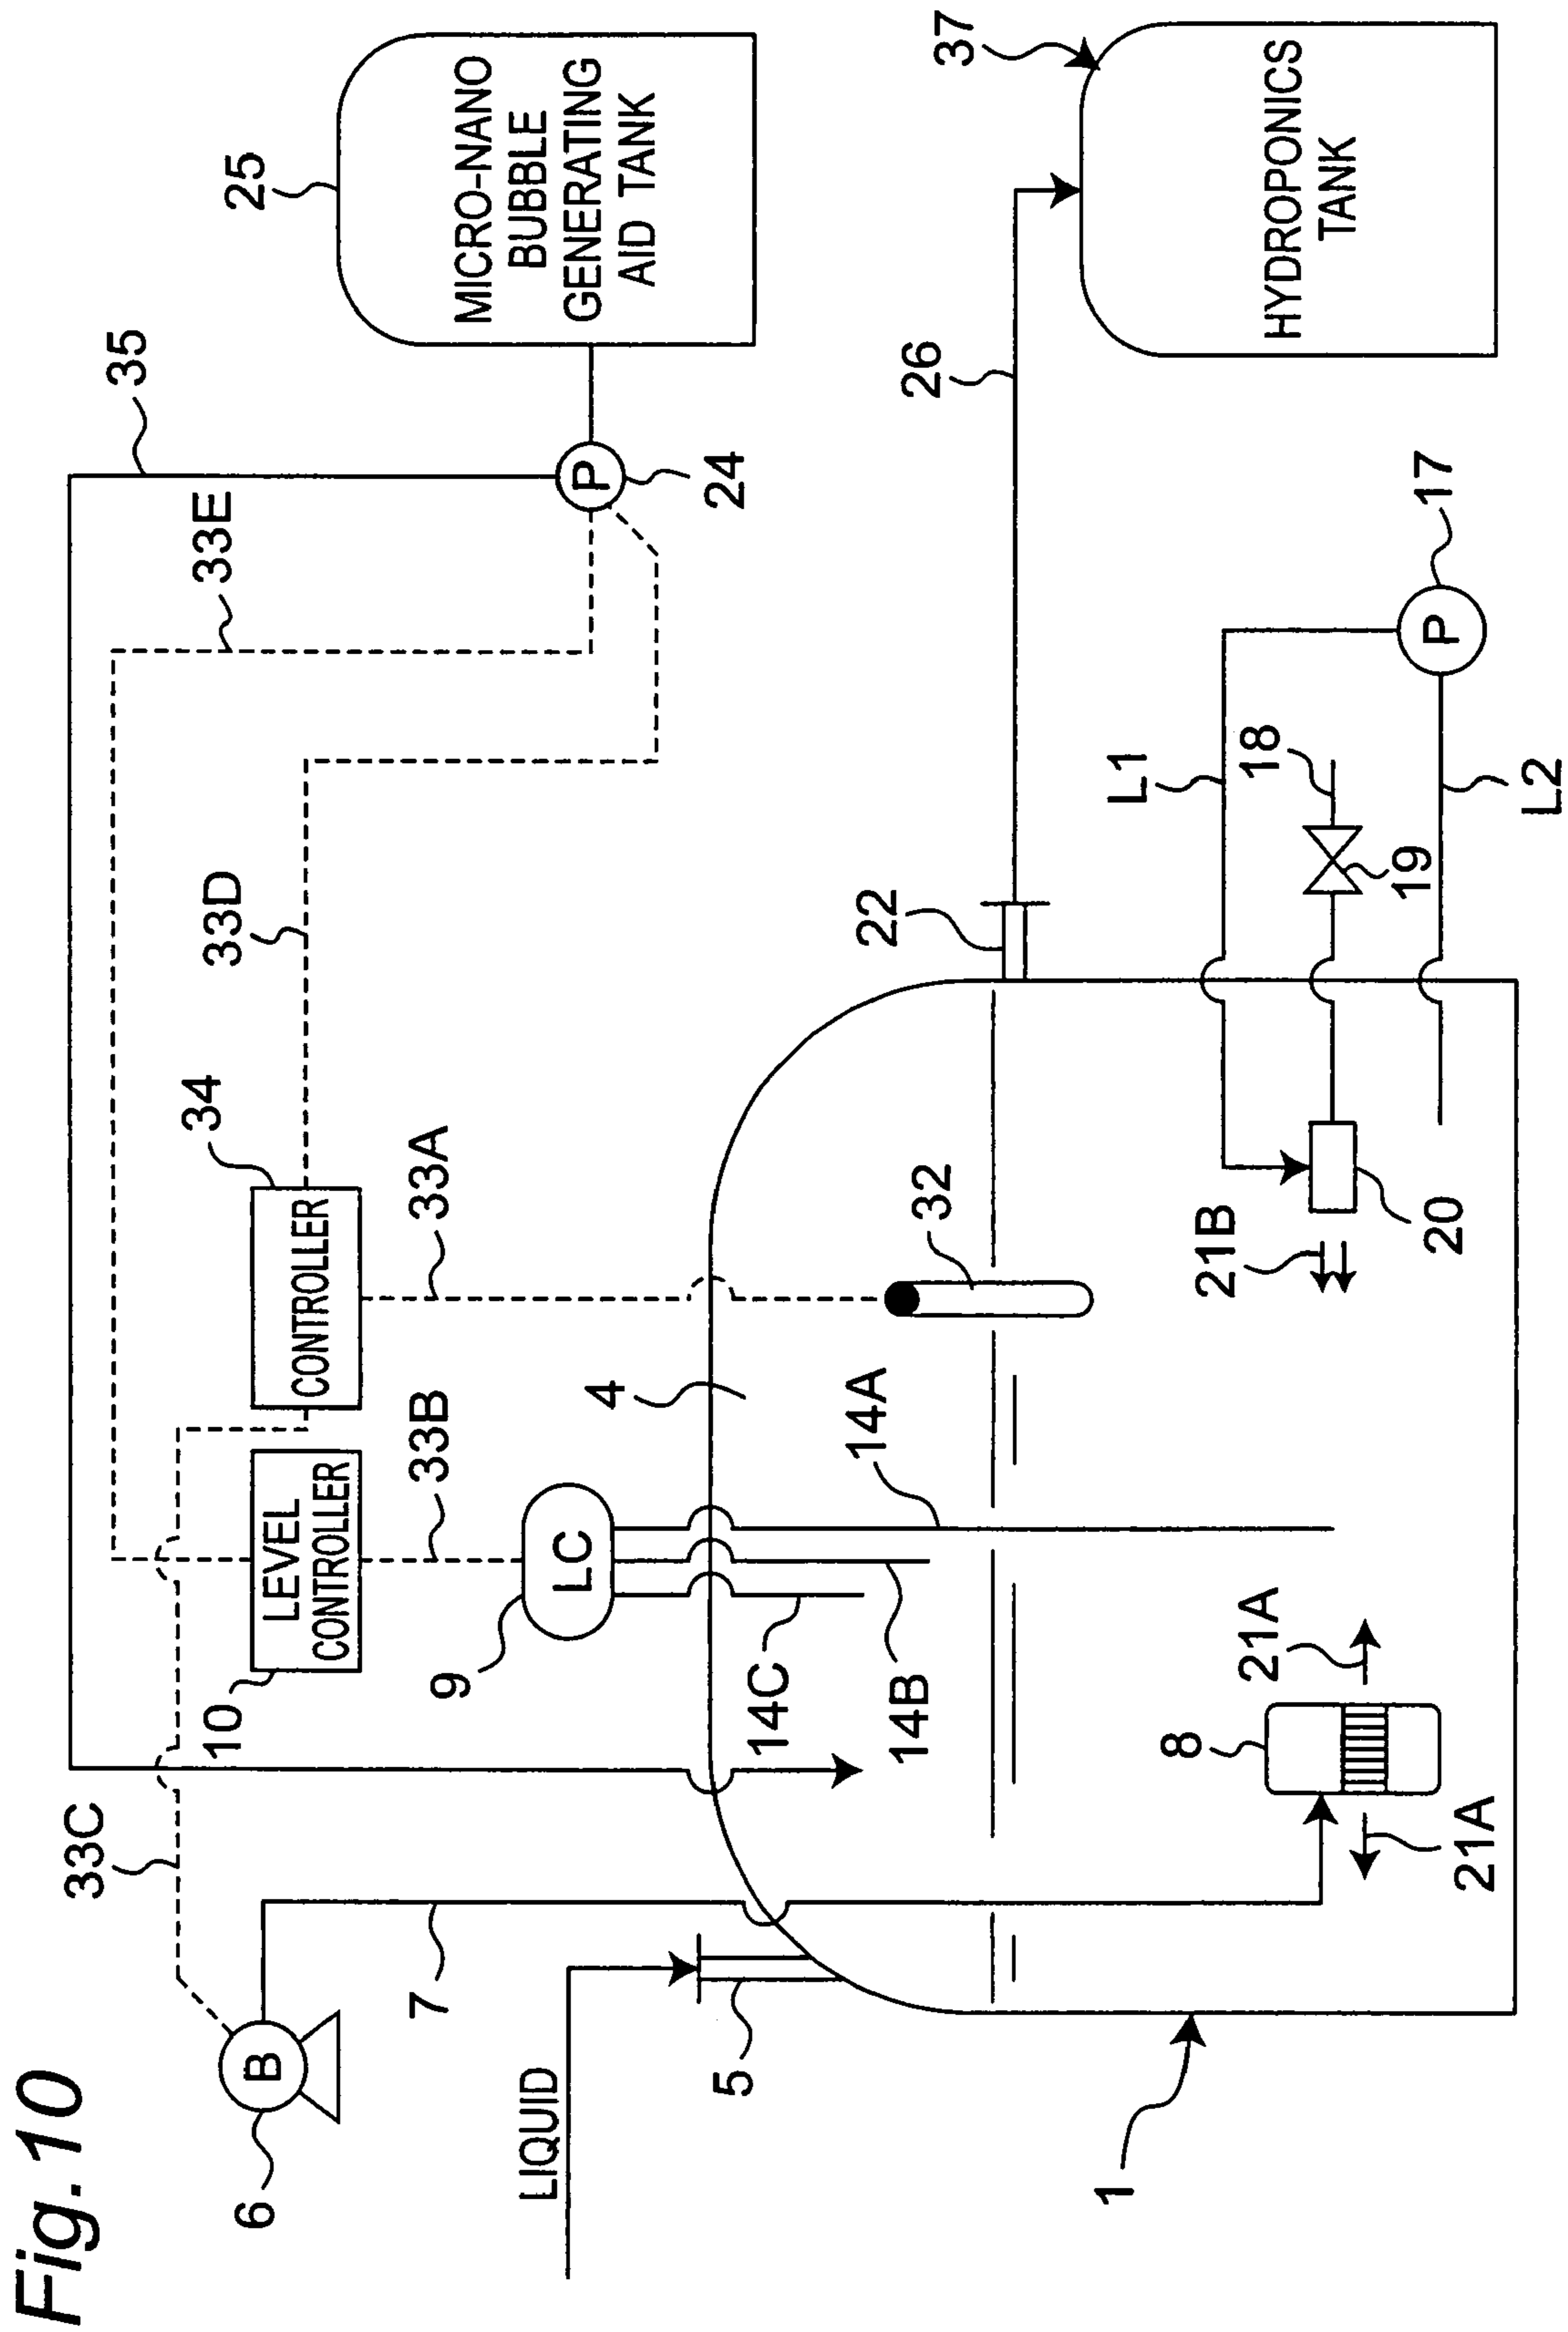 Fig.10
35
33E
25
MICRO-NANO
BUBBLE
GENERATING
AID TANK
P
24
33C
10
LEVEL
CONTROLLER
34
CONTROLLER
33D
6
B
7
9
LC
33B
33A
LIQUID
5
14C
14B
14A
4
32
22
26
37
HYDROPONICS
TANK
1
8
21A
21A
21B
20
L1
18
19
L2
P
17